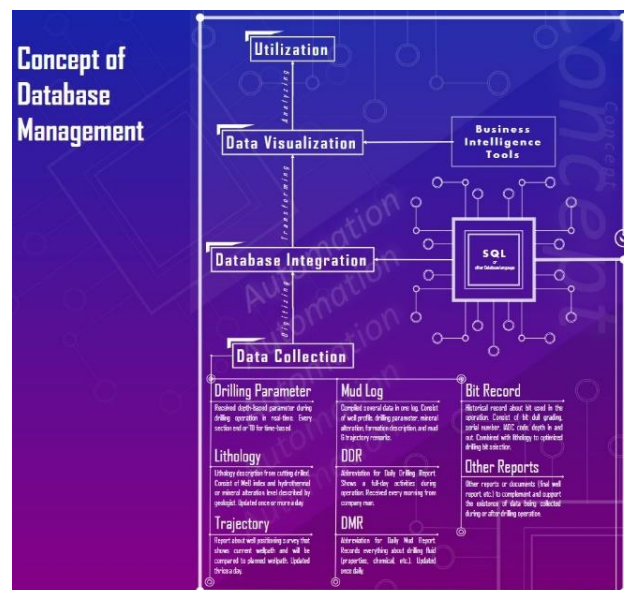 Concept of
Database
Management
Utilization
Analyzing
Data Visualization
Business
Intelligence
Tools
Transforming
SQL
or
other Database language
Database Integration
Digitizing
Data Collection
Automation
Automation
Automation
Automation
Concept
Concept
Drilling Parameter
Received depth-based parameter during
drilling operation in real-time. Every
section end or TD for time-based.
Lithology
Lithology description from cutting drilled.
Consist of MeB index and hydrothermal
or mineral alteration level described by
geologist. Updated once or more a day.
Trajectory
Report about well positioning survey that
shows current wellpath and will be
compared to planned wellpath. Updated
thrice a day.
Mud Log
Compiled several data in one log. Consist
of well profile, drilling parameter, mineral
alteration, formation description, and mud
& trajectory remarks.
DDR
Abbreviation for Daily Drilling Report.
Shows a full-day activities during
operation. Received every morning from
company man.
DMR
Abbreviation for Daily Mud Report.
Records everything about drilling fluid
(properties, chemical, etc.). Updated
once daily.
Bit Record
Historical record about bit used in the
operation. Consist of bit dull grading,
serial number, IADC code, depth in and
out. Combined with lithology to optimized
drilling bit selection.
Other Reports
Other reports or documents (final well
report, etc.) to complement and support
the existence of data being collected
during or after drilling operation.